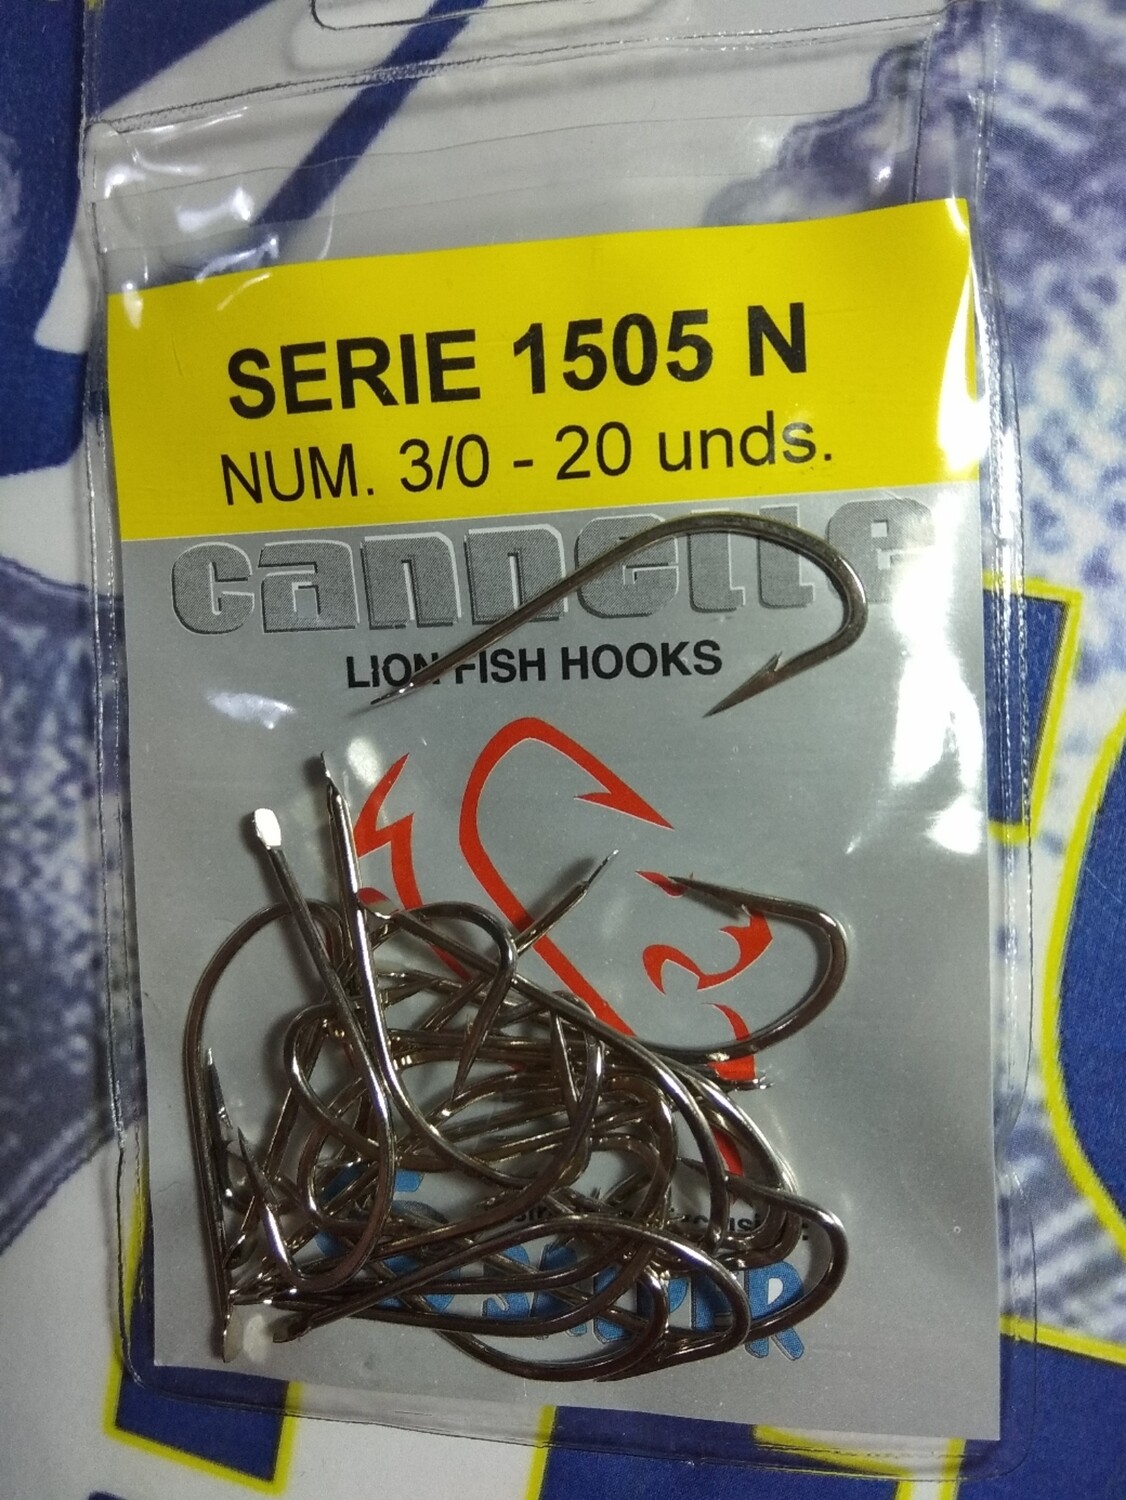 SERIE 1505 N
NUM. 3/0 - 20 unds.
cannelle
LION FISH HOOKS